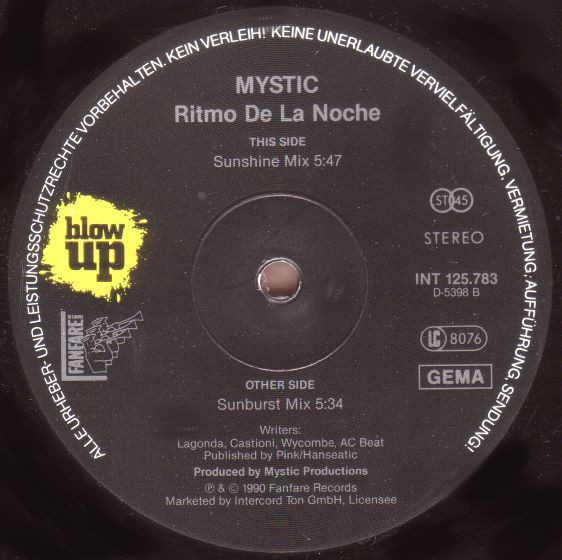 ALLE URHEBER- UND LEISTUNGSSCHUTZRECHTE VORBEHALTEN. KEIN VERLEIH! KEINE UNERLAUBTE VERVIELFÄLTIGUNG, VERMIETUNG, AUFFÜHRUNG, SENDUNG!
MYSTIC
Ritmo De La Noche
THIS SIDE
Sunshine Mix 5:47
blow
up
ST 45
STEREO
INT 125.783
D-5398 B
FANFARE
RECORDS
LC 8076
GEMA
OTHER SIDE
Sunburst Mix 5:34
Writers:
Lagonda, Castioni, Wycombe, AC Beat
Published by Pink/Hanseatic
Produced by Mystic Productions
℗ & © 1990 Fanfare Records
Marketed by Intercord Ton GmbH, Licensee